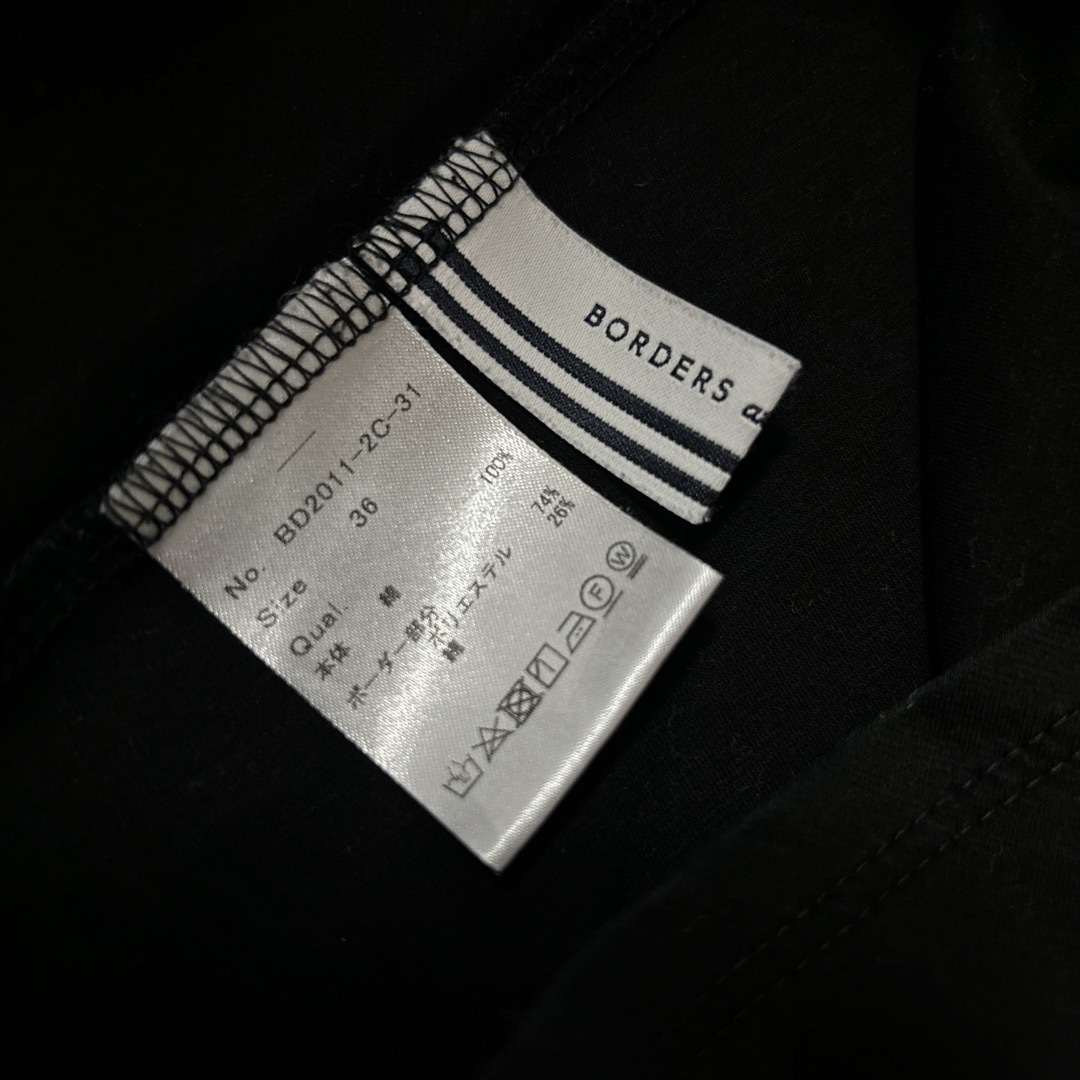 BORDERS a
No. BD2011-2C-31
Size 36
Qual.
本体 綿 100%
ボーダー部分
ポリエステル 74%
綿 26%
F W